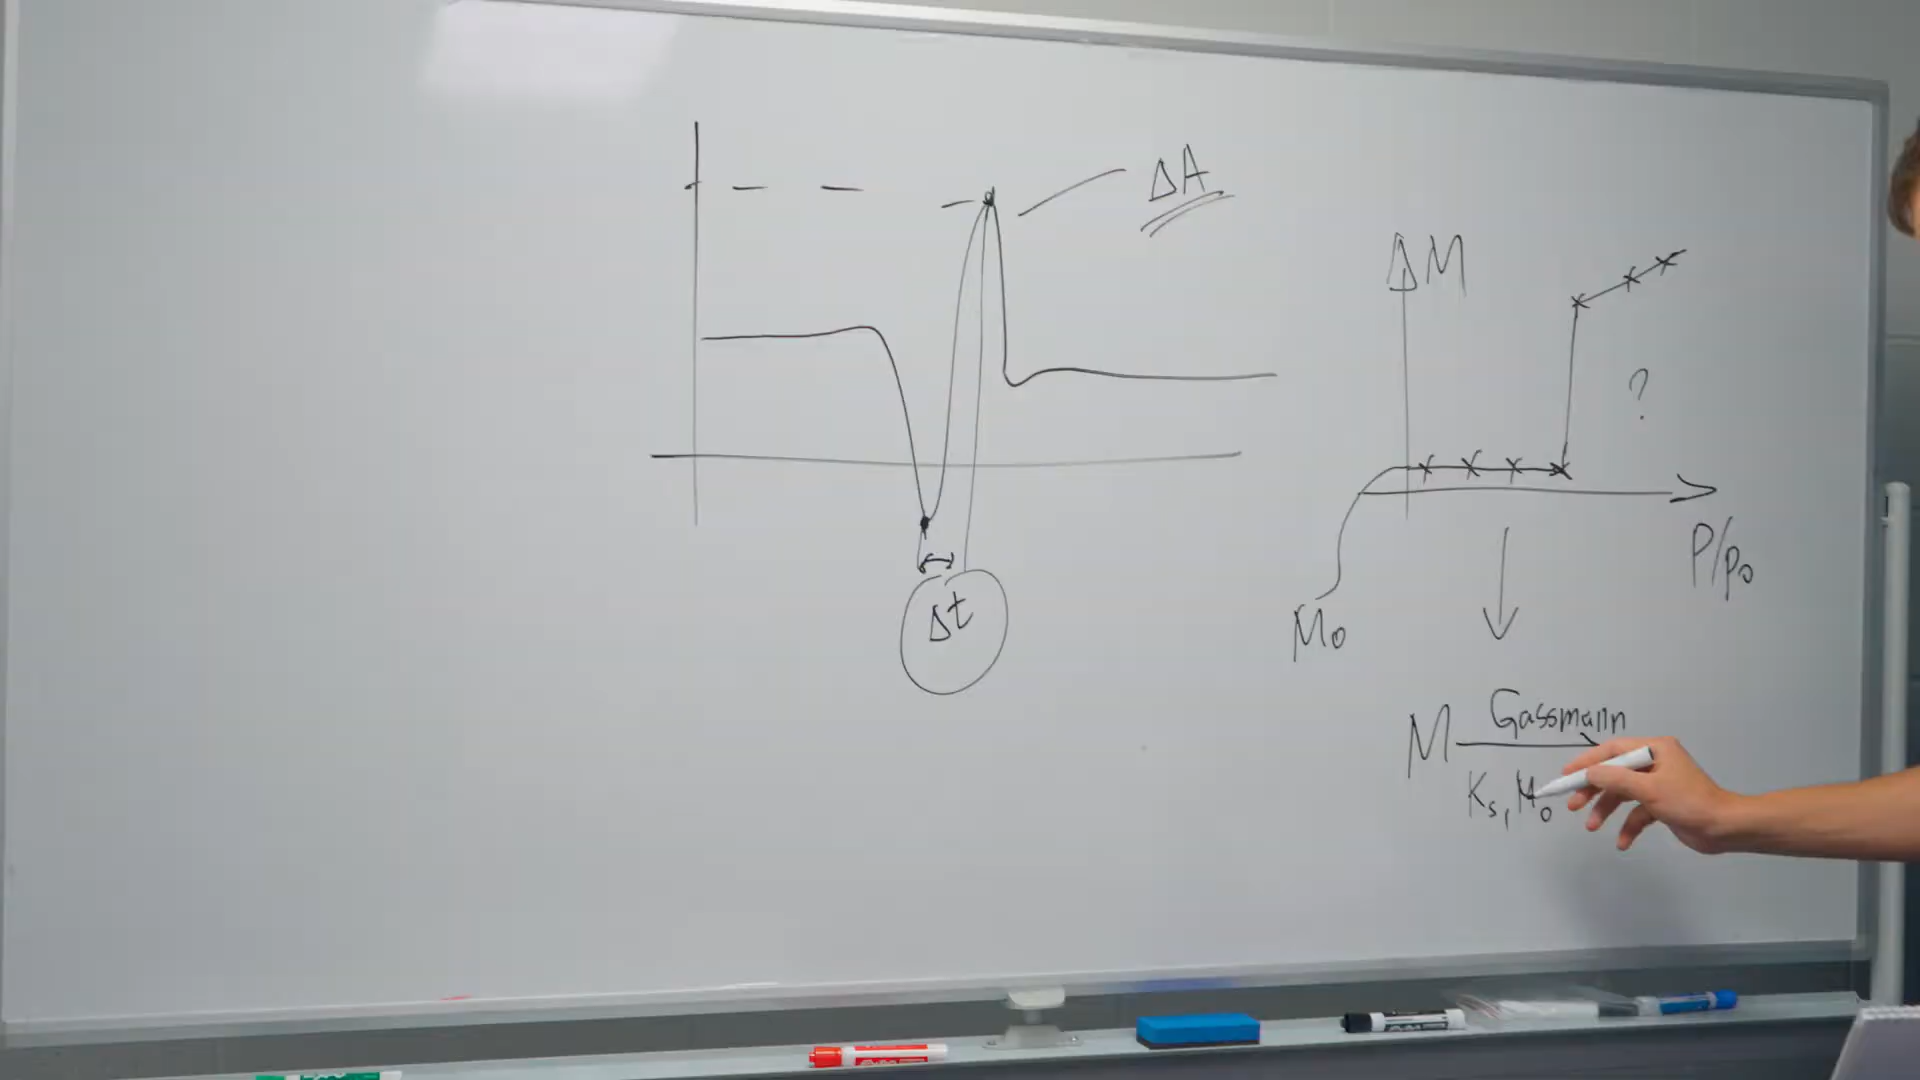 ΔA
Δt
ΔM
?
P/p₀
M₀
M Gassmann
Kₛ, M₀